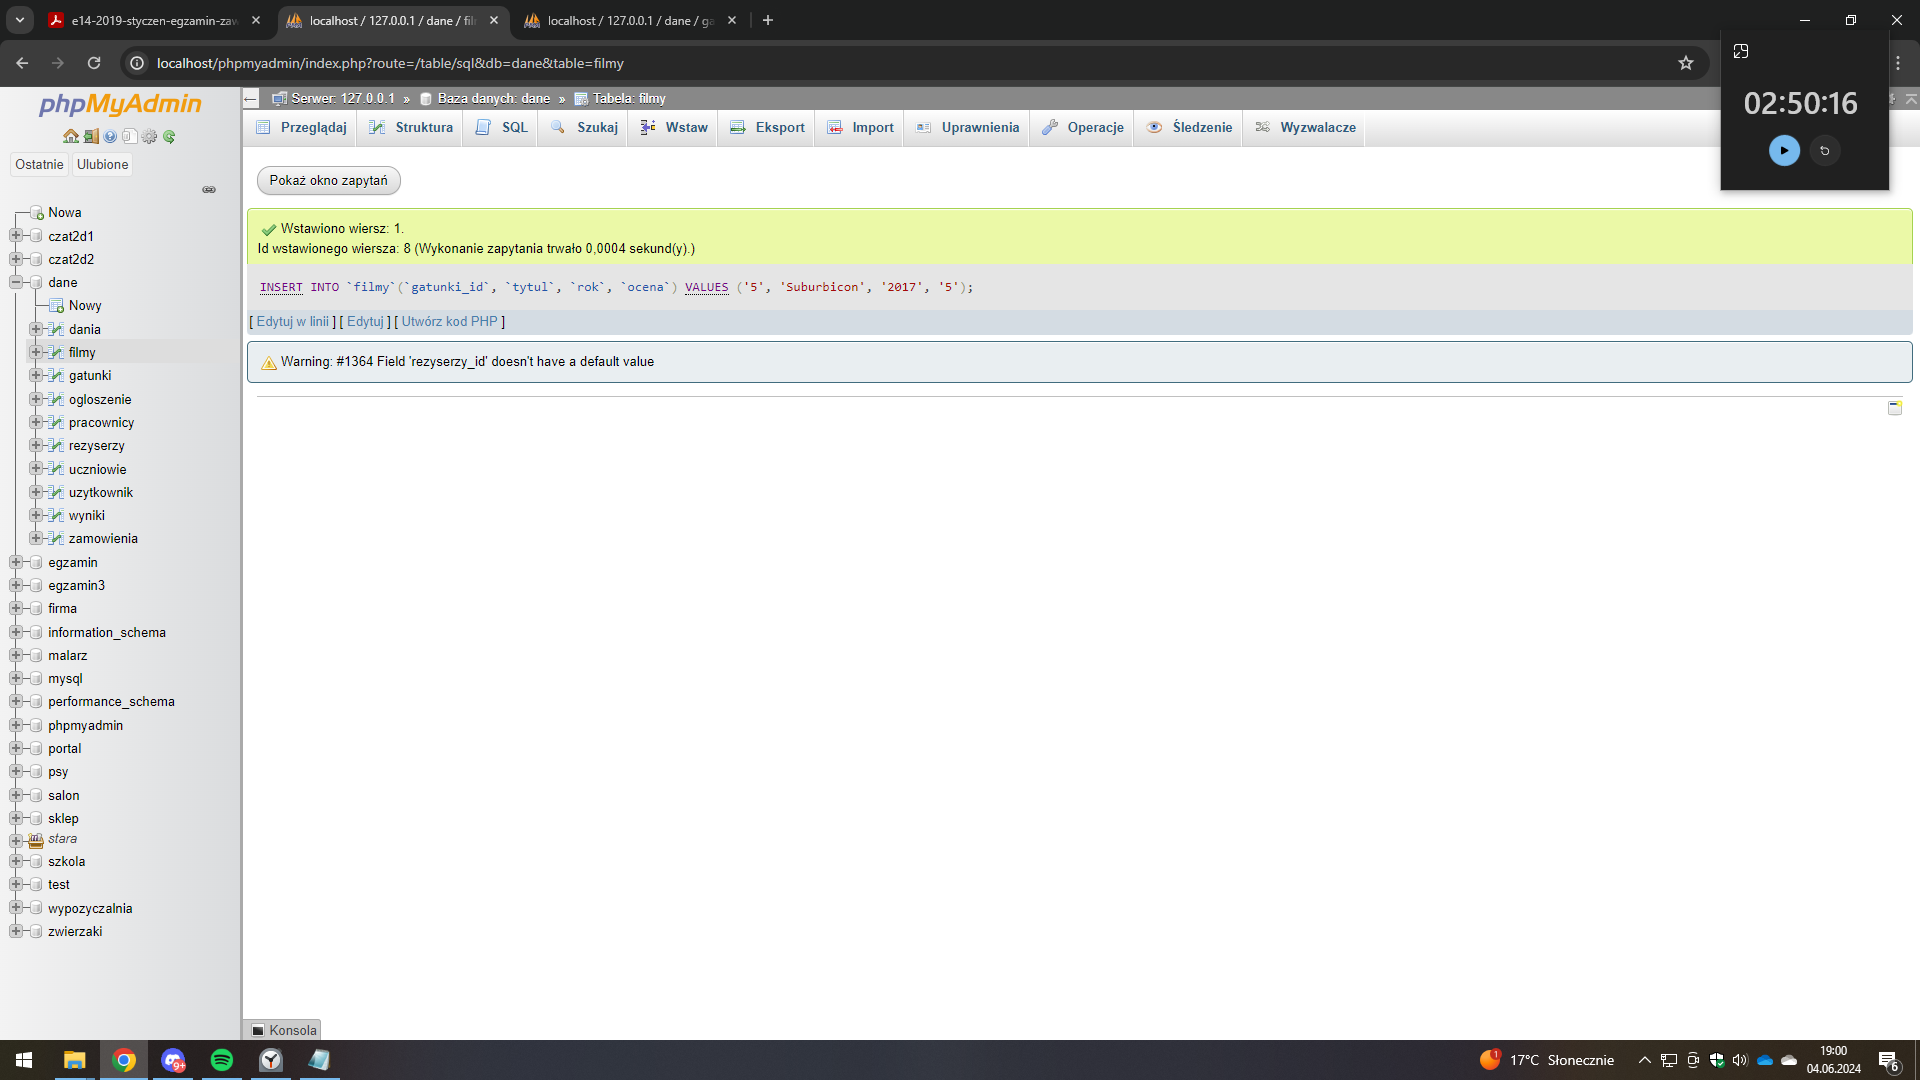 e14-2019-styczen-egzamin-zaw
localhost / 127.0.0.1 / dane / fil
localhost / 127.0.0.1 / dane / ga
localhost/phpmyadmin/index.php?route=/table/sql&db=dane&table=filmy
02:50:16
phpMyAdmin
Ostatnie
Ulubione
Nowa
czat2d1
czat2d2
dane
Nowy
dania
filmy
gatunki
ogloszenie
pracownicy
rezyserzy
uczniowie
uzytkownik
wyniki
zamowienia
egzamin
egzamin3
firma
information_schema
malarz
mysql
performance_schema
phpmyadmin
portal
psy
salon
sklep
stara
szkola
test
wypozyczalnia
zwierzaki
Serwer: 127.0.0.1 » Baza danych: dane » Tabela: filmy
Przeglądaj Struktura SQL Szukaj Wstaw Eksport Import Uprawnienia Operacje Śledzenie Wyzwalacze
Pokaż okno zapytań
Wstawiono wiersz: 1.
Id wstawionego wiersza: 8 (Wykonanie zapytania trwało 0,0004 sekund(y).)
INSERT INTO `filmy`(`gatunki_id`, `tytul`, `rok`, `ocena`) VALUES ('5', 'Suburbicon', '2017', '5');
[ Edytuj w linii ] [ Edytuj ] [ Utwórz kod PHP ]
Warning: #1364 Field 'rezyserzy_id' doesn't have a default value
Konsola
9+
1
17°C Słonecznie
19:00
04.06.2024
6